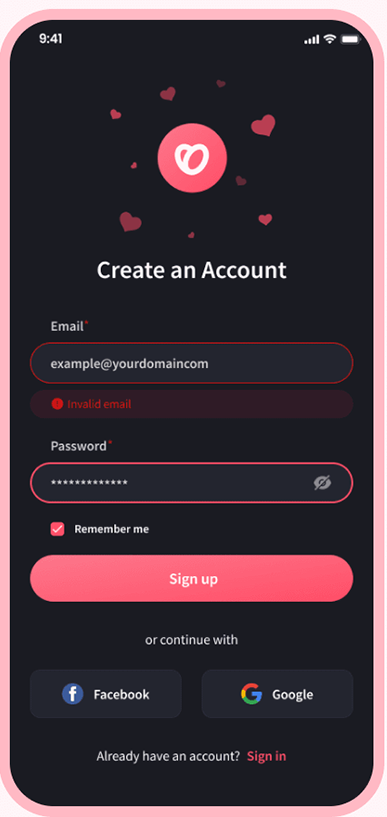 9:41
Create an Account
Email*
example@yourdomaincom
Invalid email
Password*
*************
Remember me
Sign up
or continue with
Facebook
Google
Already have an account? Sign in